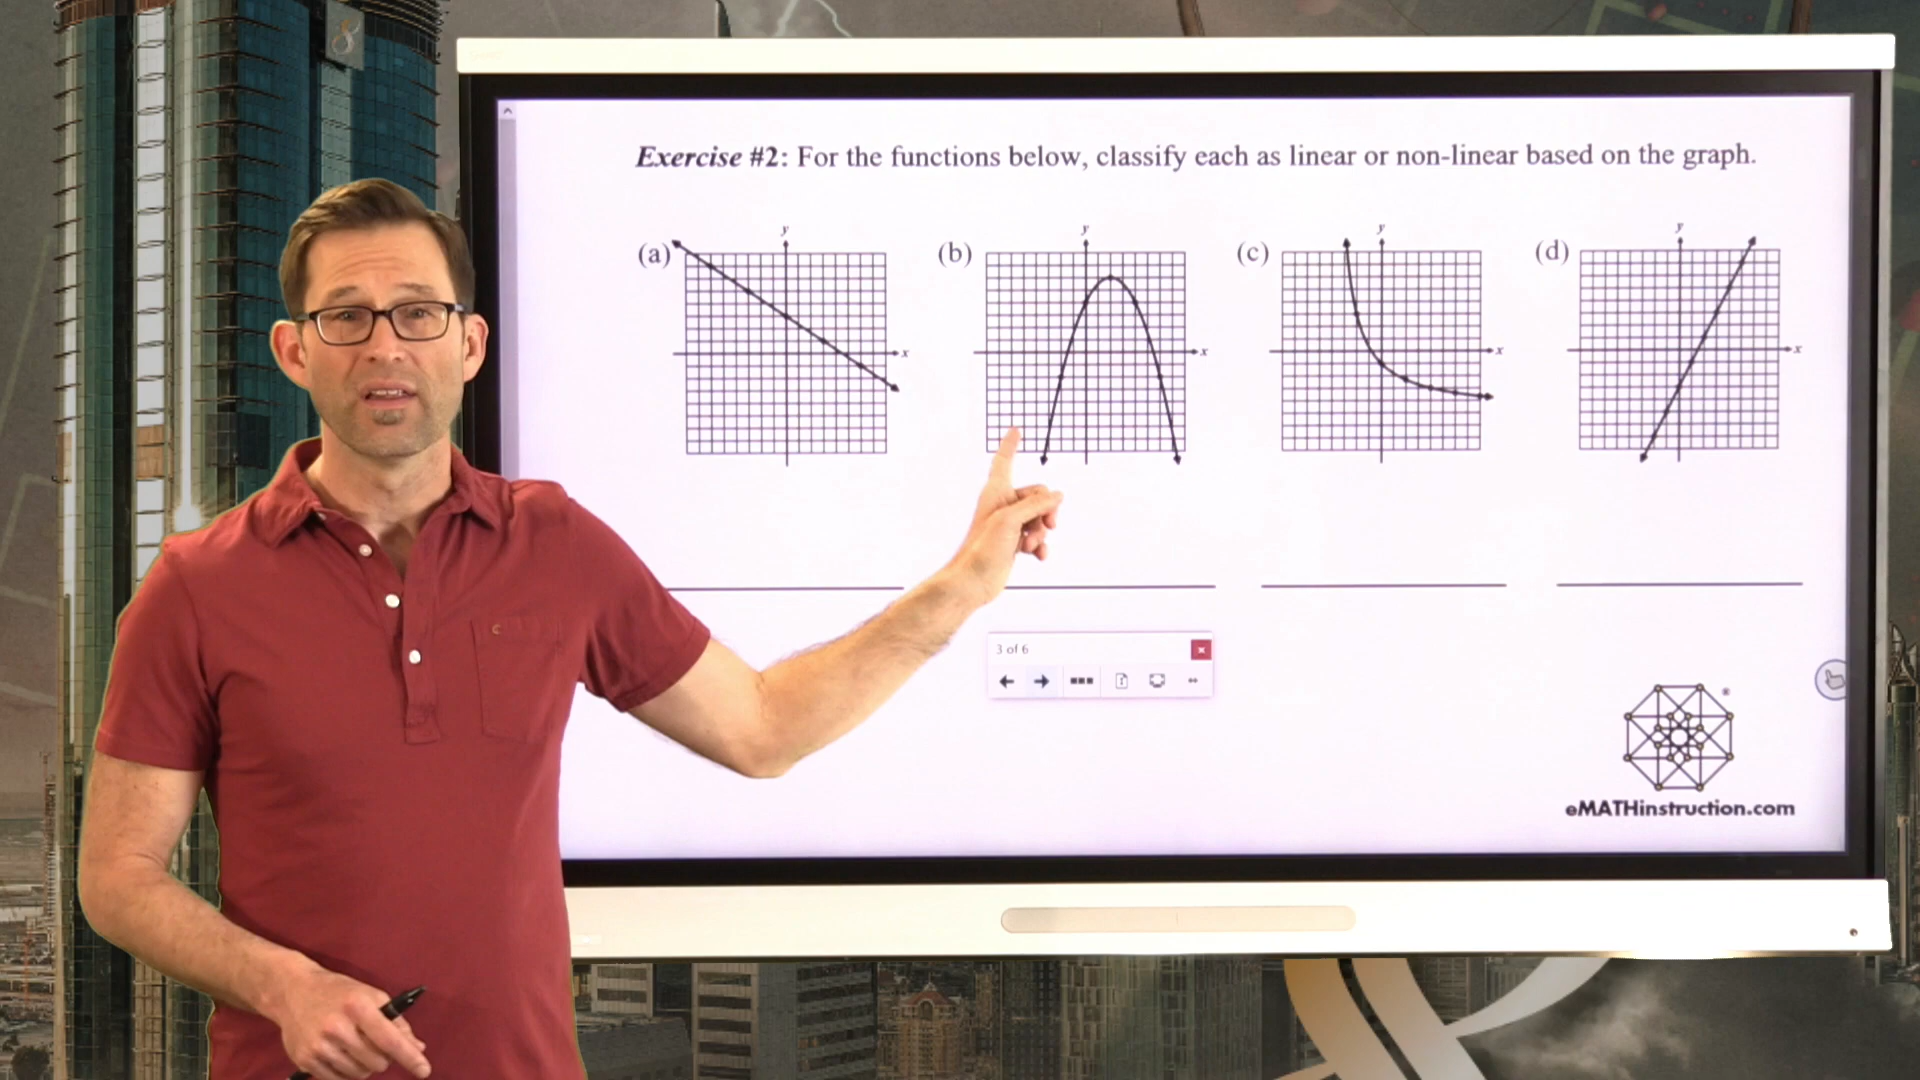 Exercise #2: For the functions below, classify each as linear or non-linear based on the graph.
(a) y x
(b) y x
(c) y x
(d) y x
3 of 6
eMATHinstruction.com
®
8